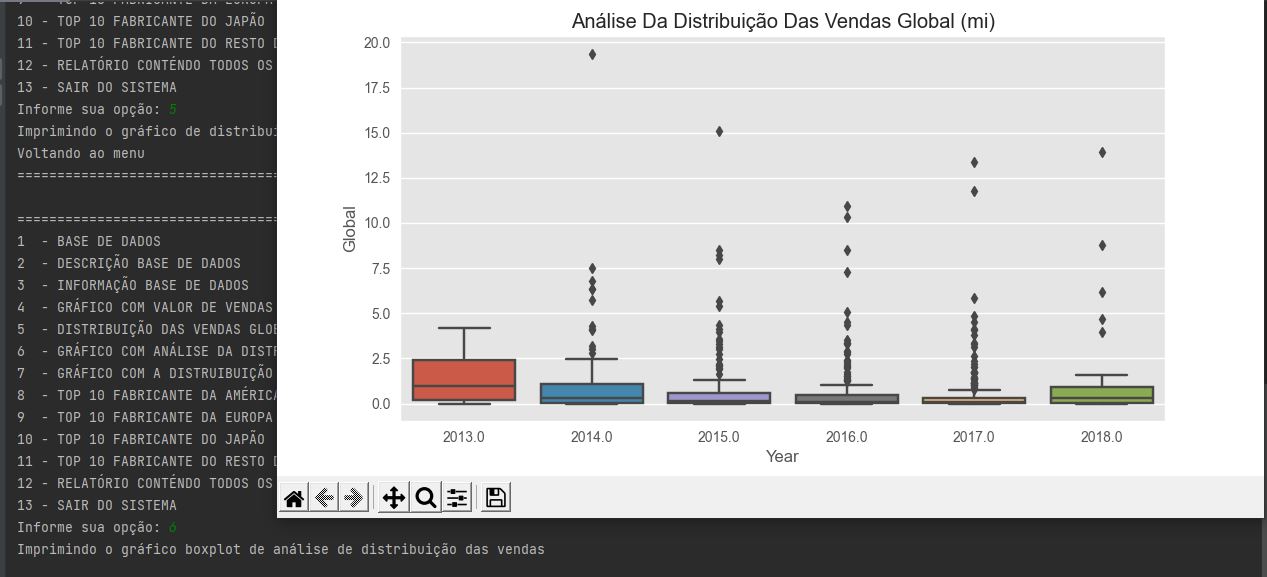 10 - TOP 10 FABRICANTE DO JAPÃO
11 - TOP 10 FABRICANTE DO RESTO
12 - RELATÓRIO CONTÉNDO TODOS OS
13 - SAIR DO SISTEMA
Informe sua opção: 5
Imprimindo o gráfico de
Voltando ao menu
==================================
==================================
1 - BASE DE DADOS
2 - DESCRIÇÃO BASE DE DADOS
3 - INFORMAÇÃO BASE DE DADOS
4 - GRÁFICO COM VALOR DE VENDAS
5 - DISTRIBUIÇÃO DAS VENDAS
6 - GRÁFICO COM ANÁLISE DA
7 - GRÁFICO COM A DISTRUIBUIÇÃO
8 - TOP 10 FABRICANTE DA
9 - TOP 10 FABRICANTE DA EUROPA
10 - TOP 10 FABRICANTE DO JAPÃO
11 - TOP 10 FABRICANTE DO RESTO
12 - RELATÓRIO CONTÉNDO TODOS OS
13 - SAIR DO SISTEMA
Informe sua opção: 6
Imprimindo o gráfico boxplot de análise de distribuição das vendas
Análise Da Distribuição Das Vendas Global (mi)
Global
20.0
17.5
15.0
12.5
10.0
7.5
5.0
2.5
0.0
2013.0 2014.0 2015.0 2016.0 2017.0 2018.0
Year